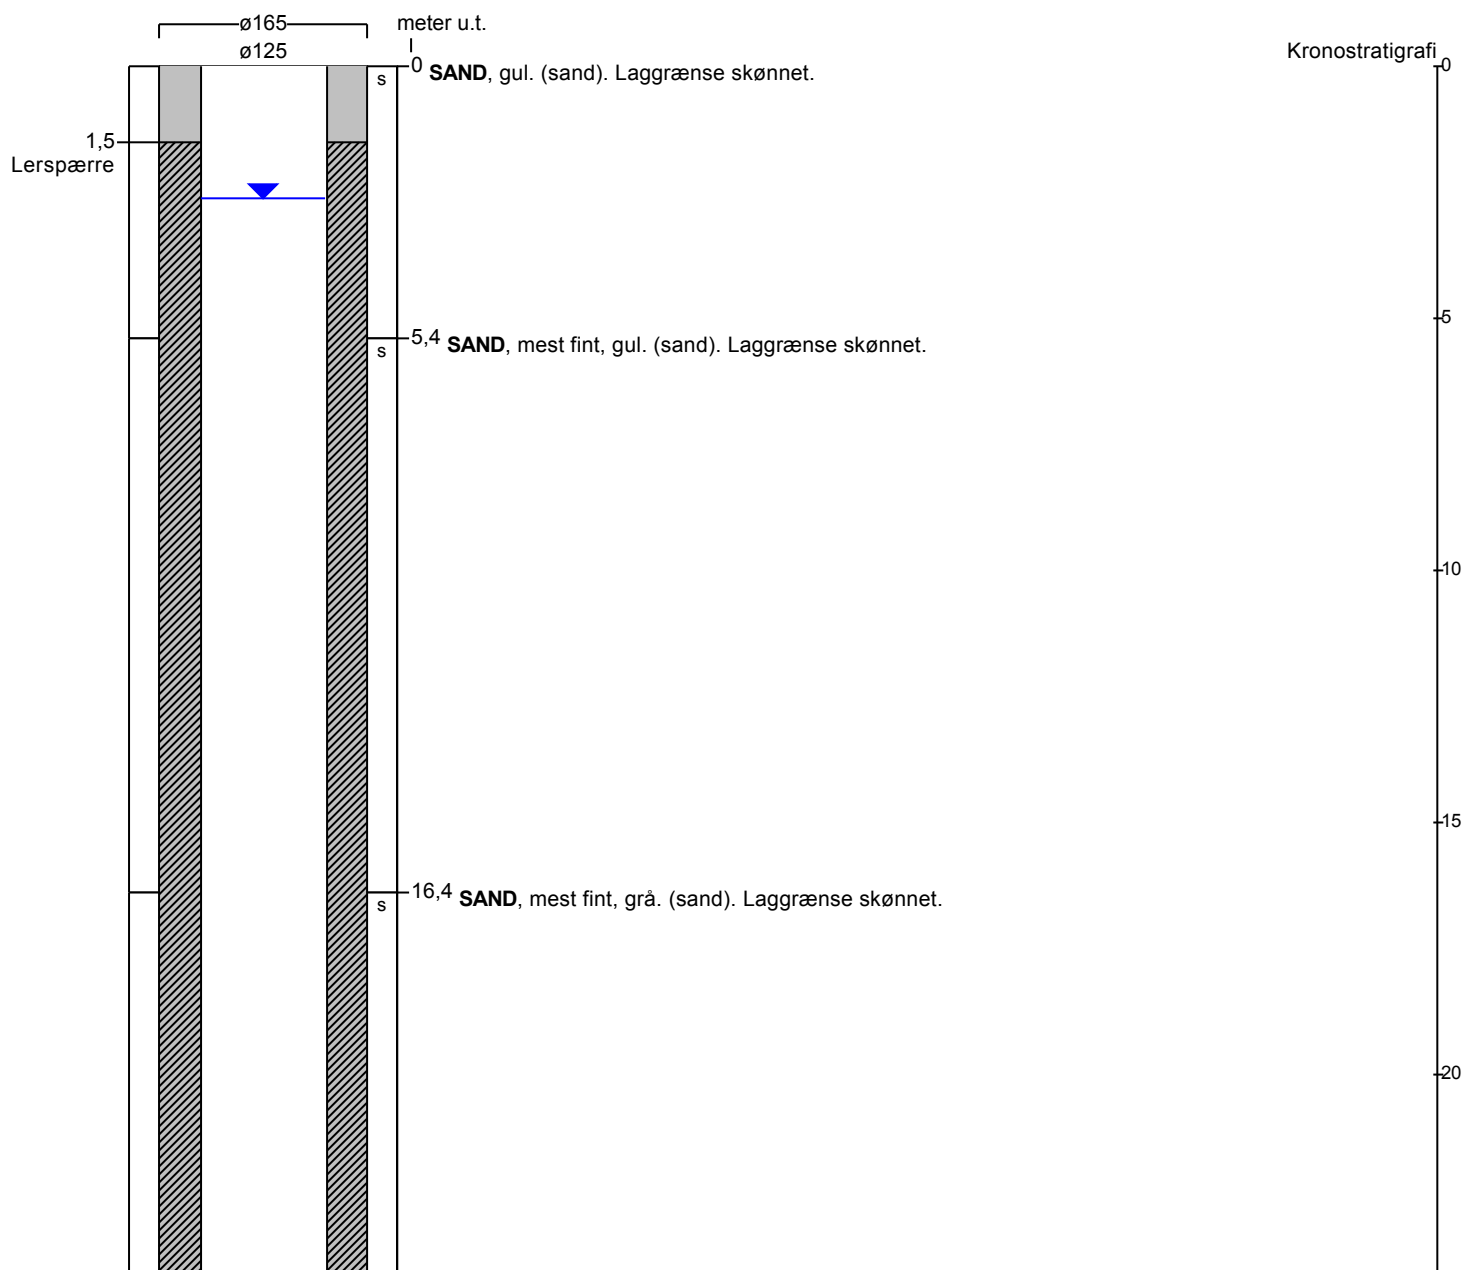 ø165
meter u.t.
ø125
Kronostratigrafi
0 SAND, gul. (sand). Laggrænse skønnet.
s
0
1,5
Lerspærre
5
5,4 SAND, mest fint, gul. (sand). Laggrænse skønnet.
s
10
15
16,4 SAND, mest fint, grå. (sand). Laggrænse skønnet.
s
20